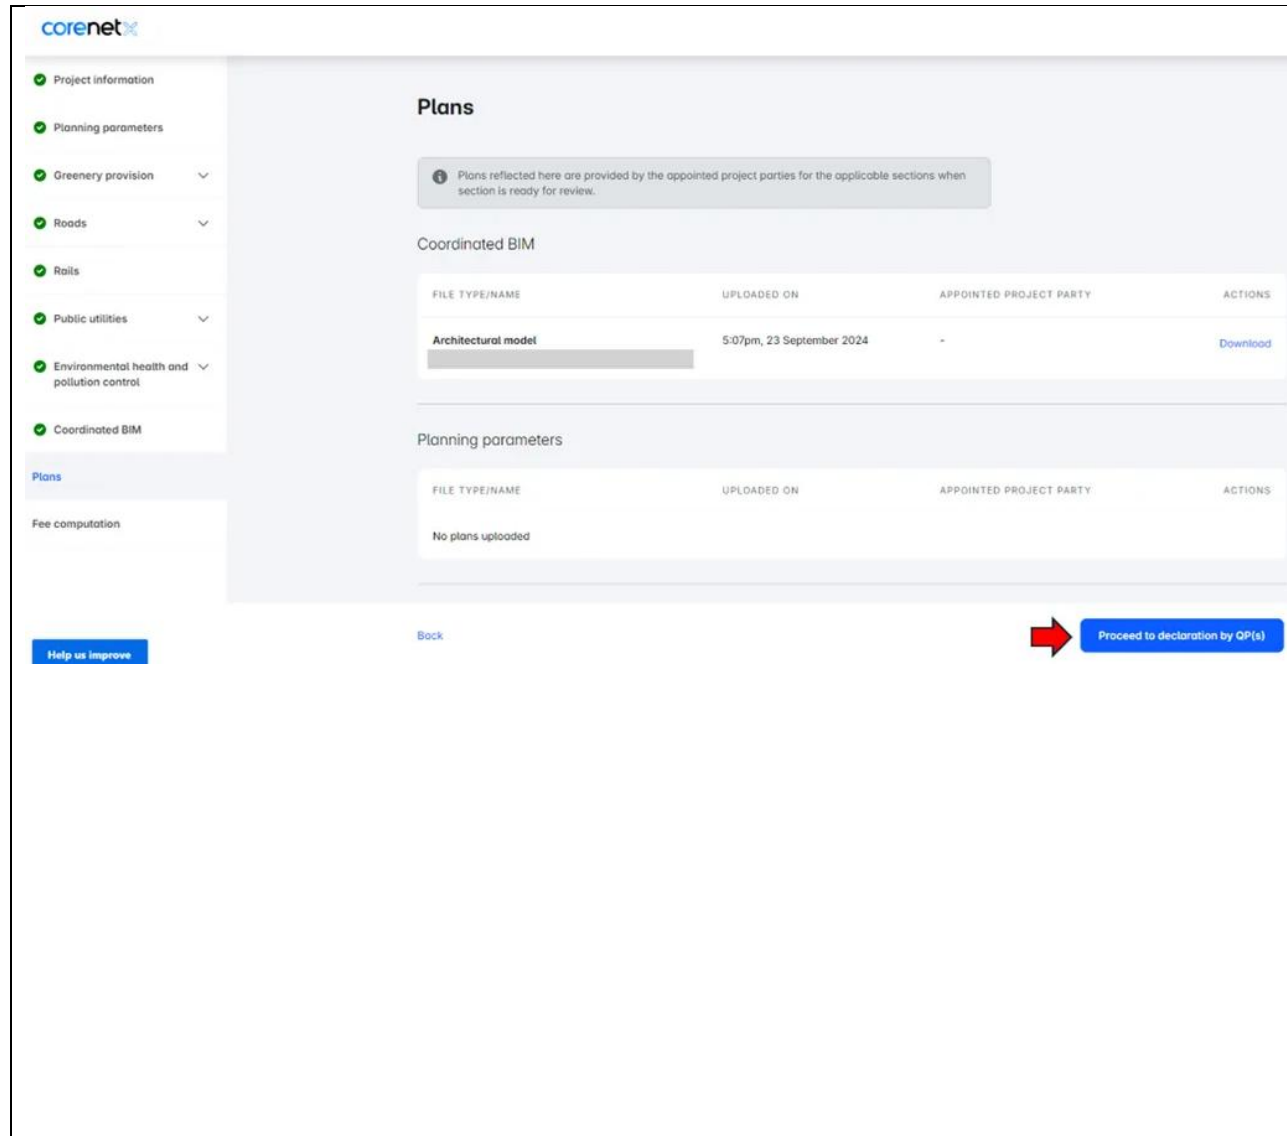 corenetx
Project information
Planning parameters
Greenery provision
Roads
Rails
Public utilities
Environmental health and
pollution control
Coordinated BIM
Plans
Fee computation
Help us improve
Plans
Plans reflected here are provided by the appointed project parties for the applicable sections when
section is ready for review.
Coordinated BIM
FILE TYPE/NAME UPLOADED ON APPOINTED PROJECT PARTY ACTIONS
Architectural model 5:07pm, 23 September 2024 - Download
Planning parameters
FILE TYPE/NAME UPLOADED ON APPOINTED PROJECT PARTY ACTIONS
No plans uploaded
Back Proceed to declaration by QP(s)